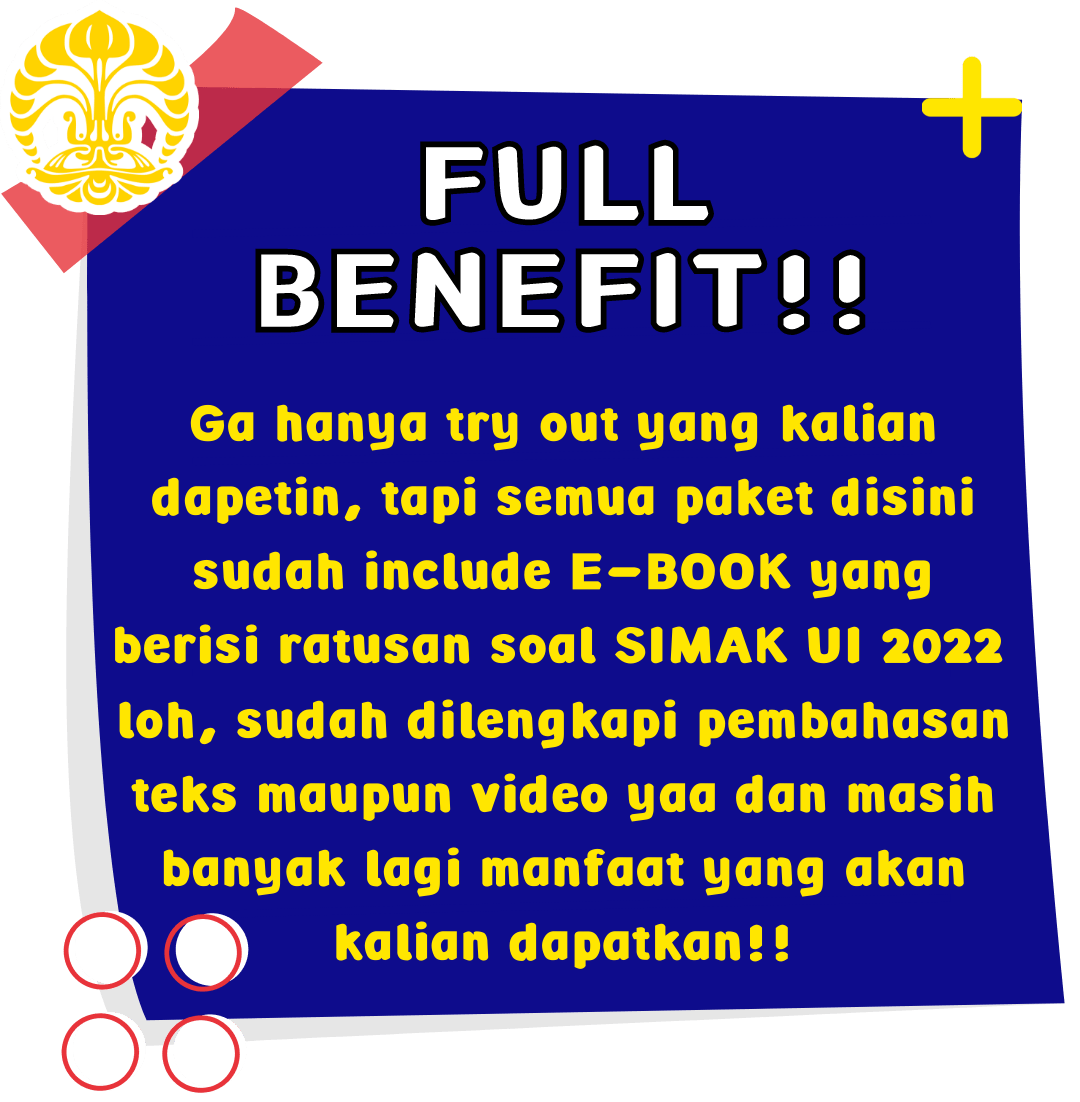 FULL
BENEFIT!!
Ga hanya try out yang kalian
dapetin, tapi semua paket disini
sudah include E-BOOK yang
berisi ratusan soal SIMAK UI 2022
loh, sudah dilengkapi pembahasan
teks maupun video yaa dan masih
banyak lagi manfaat yang akan
kalian dapatkan!!